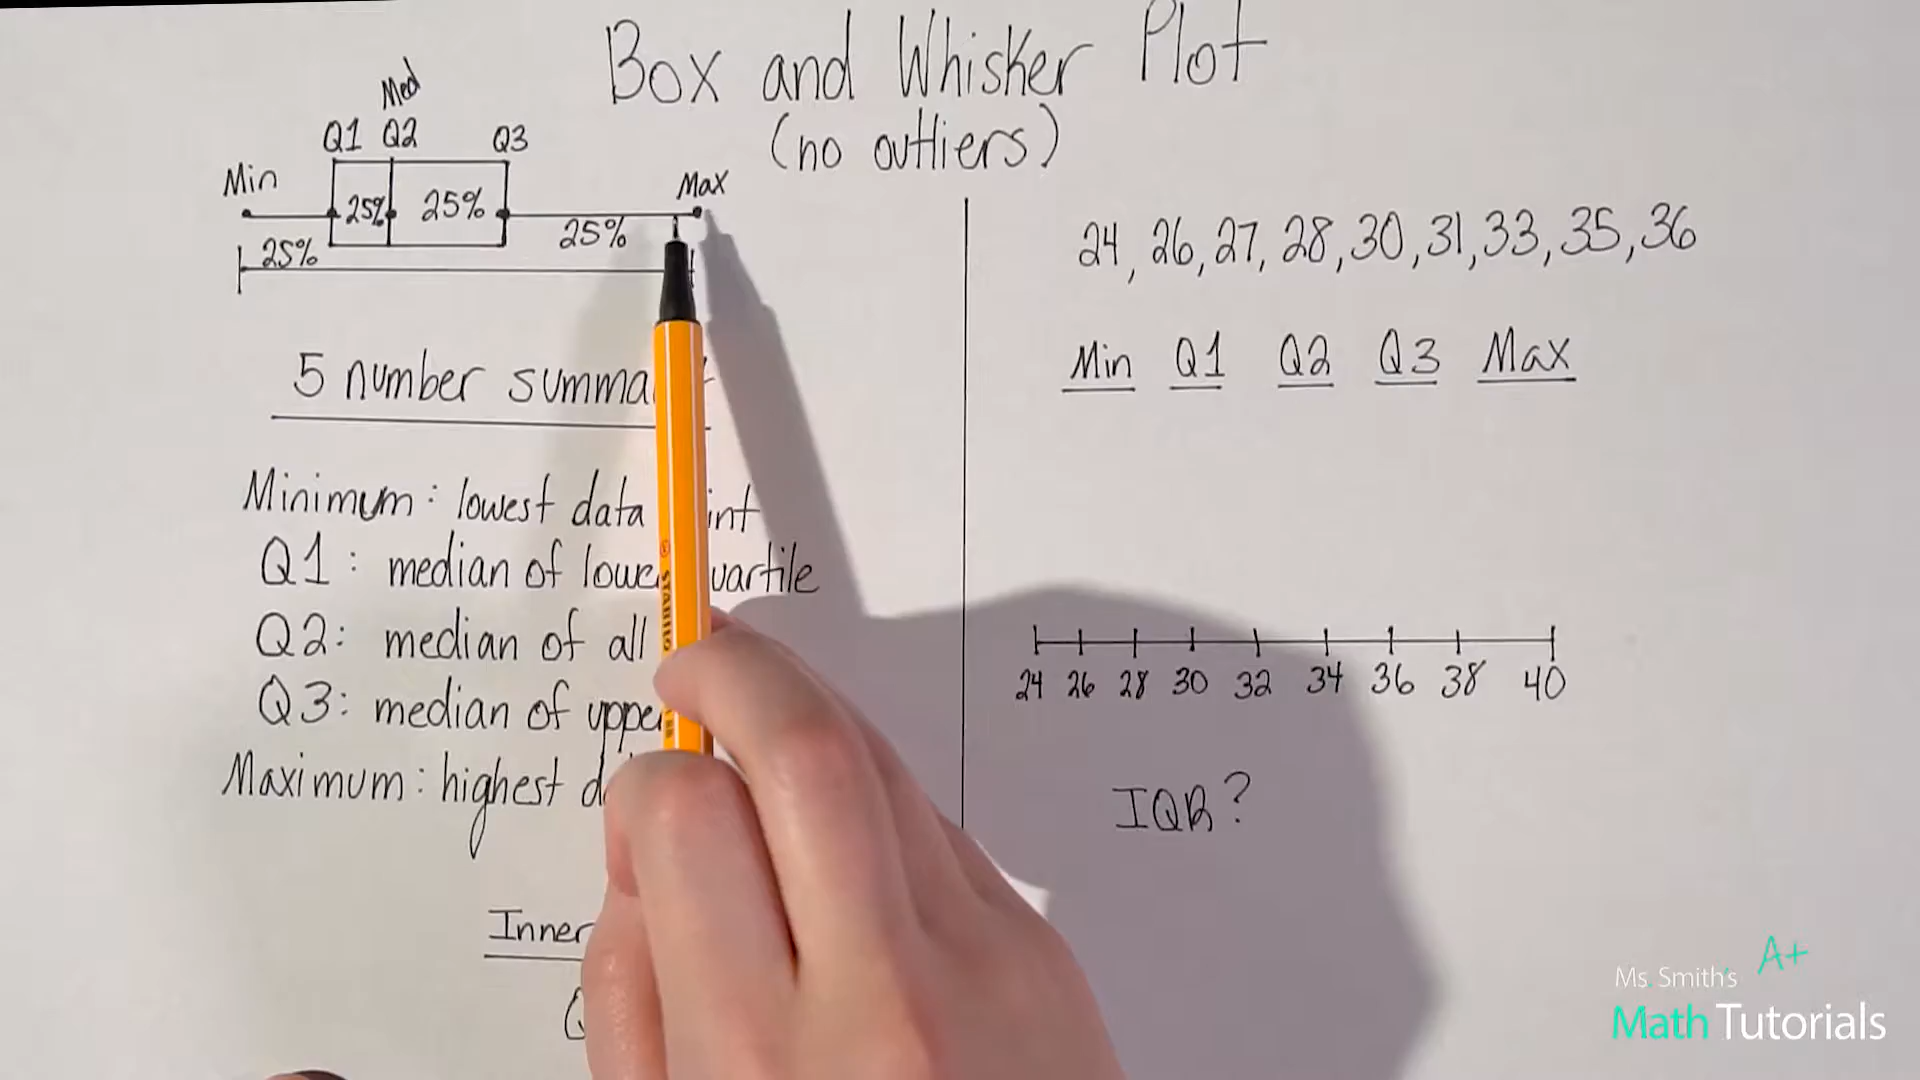 Box and Whisker Plot
(no outliers)
Med
Q1 Q2 Q3
Min
Max
25% 25%
25%
25%
5 number
Minimum: lowest data
Q1: median of
Q2: median of all
Q3: median of upper
Maximum: highest
Inner
24, 26, 27, 28, 30, 31, 33, 35, 36
Min Q1 Q2 Q3 Max
24 26 28 30 32 34 36 38 40
IQR?
STABILO
Ms. Smith's A+
Math Tutorials